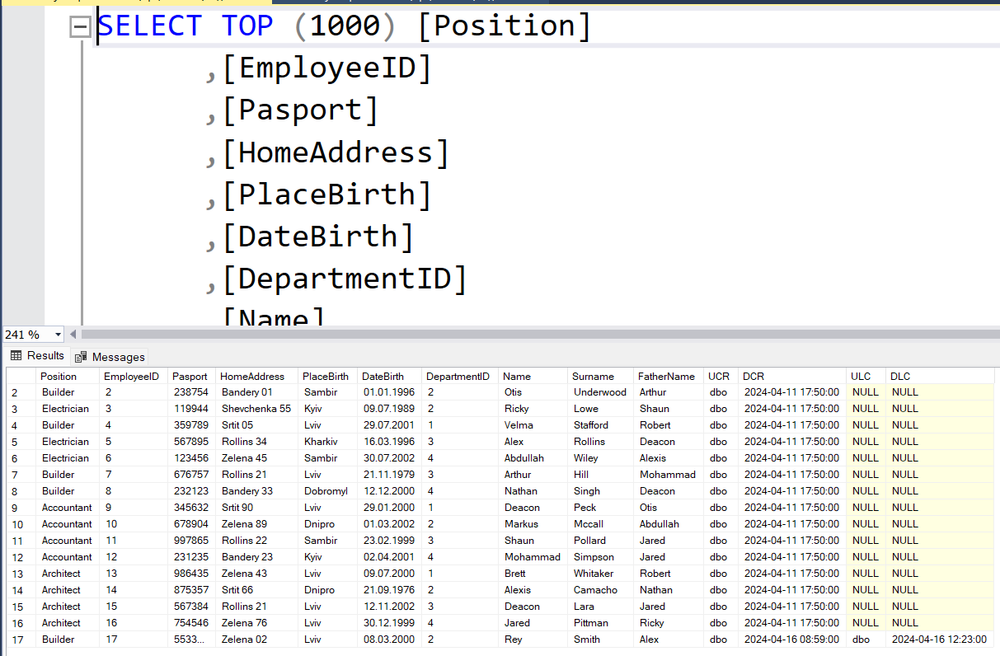 SELECT TOP (1000) [Position]
,[EmployeeID]
,[Pasport]
,[HomeAddress]
,[PlaceBirth]
,[DateBirth]
,[DepartmentID]
[Name]
241 %
Results Messages
Position EmployeeID Pasport HomeAddress PlaceBirth DateBirth DepartmentID Name Surname FatherName UCR DCR ULC DLC
2 Builder 2 238754 Bandery 01 Sambir 01.01.1996 2 Otis Underwood Arthur dbo 2024-04-11 17:50:00 NULL NULL
3 Electrician 3 119944 Shevchenka 55 Kyiv 09.07.1989 2 Ricky Lowe Shaun dbo 2024-04-11 17:50:00 NULL NULL
4 Builder 4 359789 Srtit 05 Lviv 29.07.2001 1 Velma Stafford Robert dbo 2024-04-11 17:50:00 NULL NULL
5 Electrician 5 567895 Rollins 34 Kharkiv 16.03.1996 3 Alex Rollins Deacon dbo 2024-04-11 17:50:00 NULL NULL
6 Electrician 6 123456 Zelena 45 Sambir 30.07.2002 4 Abdullah Wiley Alexis dbo 2024-04-11 17:50:00 NULL NULL
7 Builder 7 676757 Rollins 21 Lviv 21.11.1979 3 Arthur Hill Mohammad dbo 2024-04-11 17:50:00 NULL NULL
8 Builder 8 232123 Bandery 33 Dobromyl 12.12.2000 4 Nathan Singh Deacon dbo 2024-04-11 17:50:00 NULL NULL
9 Accountant 9 345632 Srtit 90 Lviv 29.01.2000 1 Deacon Peck Otis dbo 2024-04-11 17:50:00 NULL NULL
10 Accountant 10 678904 Zelena 89 Dnipro 01.03.2002 2 Markus Mccall Abdullah dbo 2024-04-11 17:50:00 NULL NULL
11 Accountant 11 997865 Rollins 22 Sambir 23.02.1999 3 Shaun Pollard Jared dbo 2024-04-11 17:50:00 NULL NULL
12 Accountant 12 231235 Bandery 23 Kyiv 02.04.2001 4 Mohammad Simpson Jared dbo 2024-04-11 17:50:00 NULL NULL
13 Architect 13 986435 Zelena 43 Lviv 09.07.2000 1 Brett Whitaker Robert dbo 2024-04-11 17:50:00 NULL NULL
14 Architect 14 875357 Srtit 66 Dnipro 21.09.1976 2 Alexis Camacho Nathan dbo 2024-04-11 17:50:00 NULL NULL
15 Architect 15 567384 Rollins 21 Lviv 12.11.2002 3 Deacon Lara Jared dbo 2024-04-11 17:50:00 NULL NULL
16 Architect 16 754546 Zelena 76 Lviv 30.12.1999 4 Jared Pittman Ricky dbo 2024-04-11 17:50:00 NULL NULL
17 Builder 17 5533... Zelena 02 Lviv 08.03.2000 2 Rey Smith Alex dbo 2024-04-16 08:59:00 dbo 2024-04-16 12:23:00